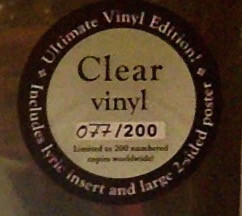 * Ultimate Vinyl Edition! *
Clear
vinyl
077/200
Limited to 200 numbered
copies worldwide!
Includes lyric insert and large 2-sided poster